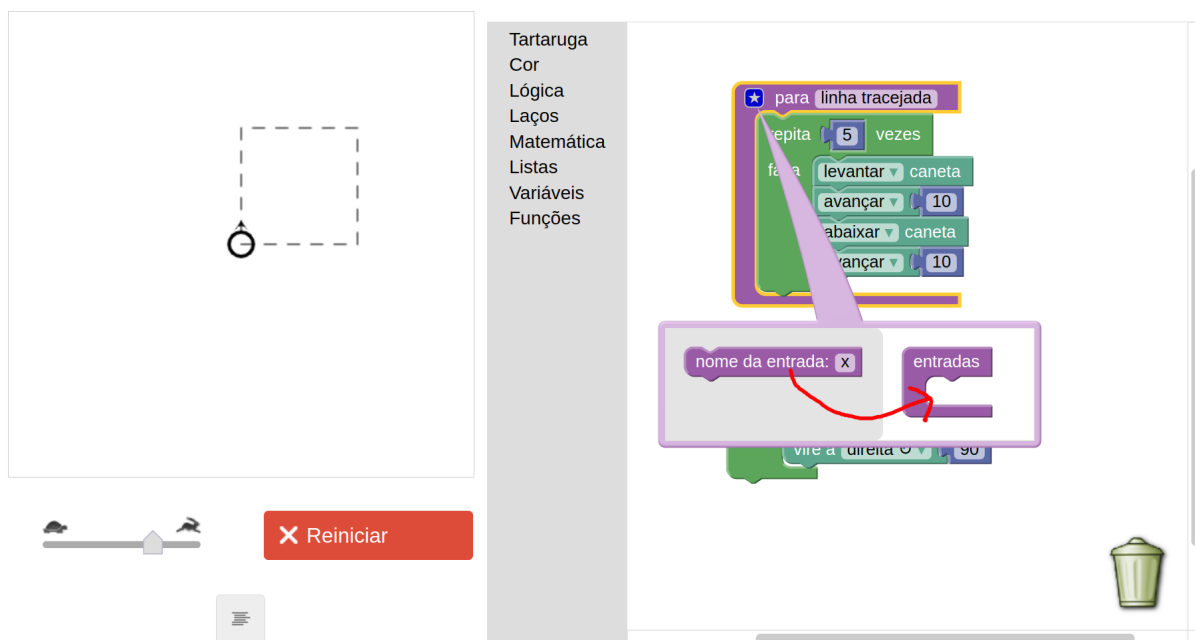 Tartaruga
Cor
Lógica
Laços
Matemática
Listas
Variáveis
Funções
Reiniciar
para linha tracejada
repita 5 vezes
faça
levantar ▾ caneta
avançar ▾ 10
abaixar ▾ caneta
avançar ▾ 10
nome da entrada: x
entradas
vire à direita ↻ ▾ 90